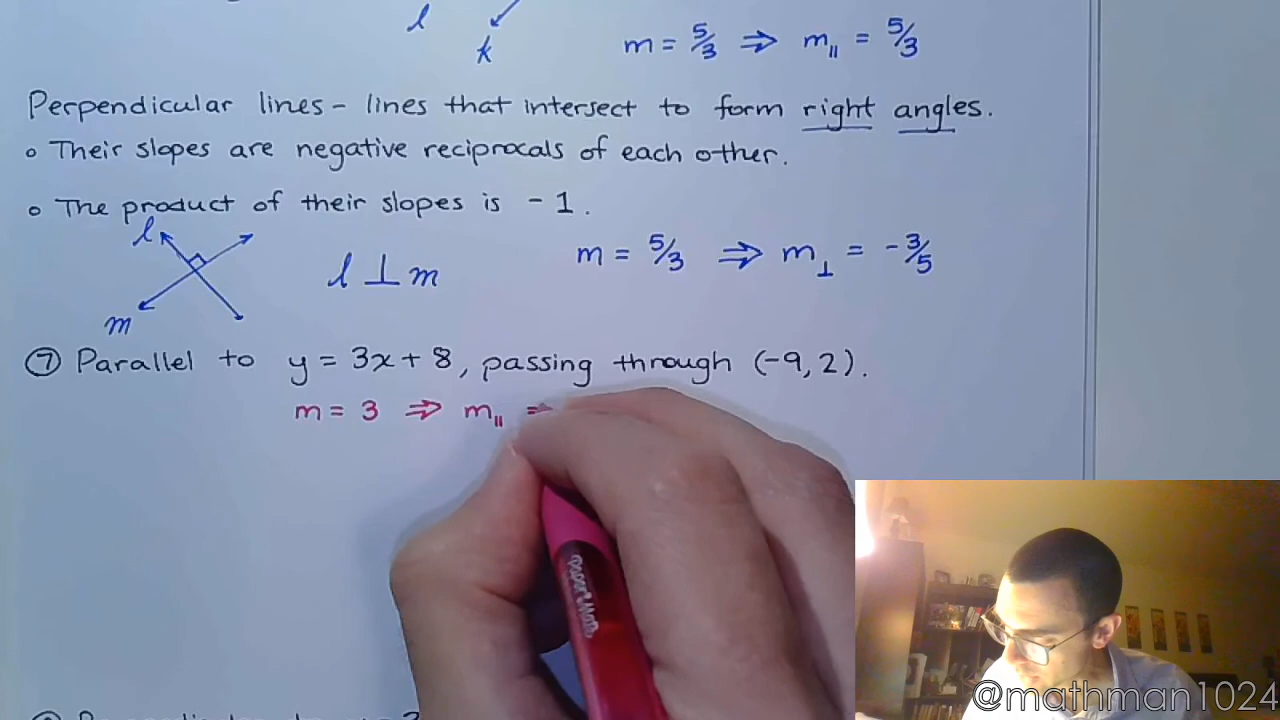 l
k
m = 5/3 ⇒ m∥ = 5/3
Perpendicular lines - lines that intersect to form right angles.
o Their slopes are negative reciprocals of each other.
o The product of their slopes is -1.
l
m
l ⊥ m
m = 5/3 ⇒ m⊥ = -3/5
⑦ Parallel to y = 3x + 8, passing through (-9, 2).
m = 3 ⇒ m∥ =
Paper Mate
@mathman1024